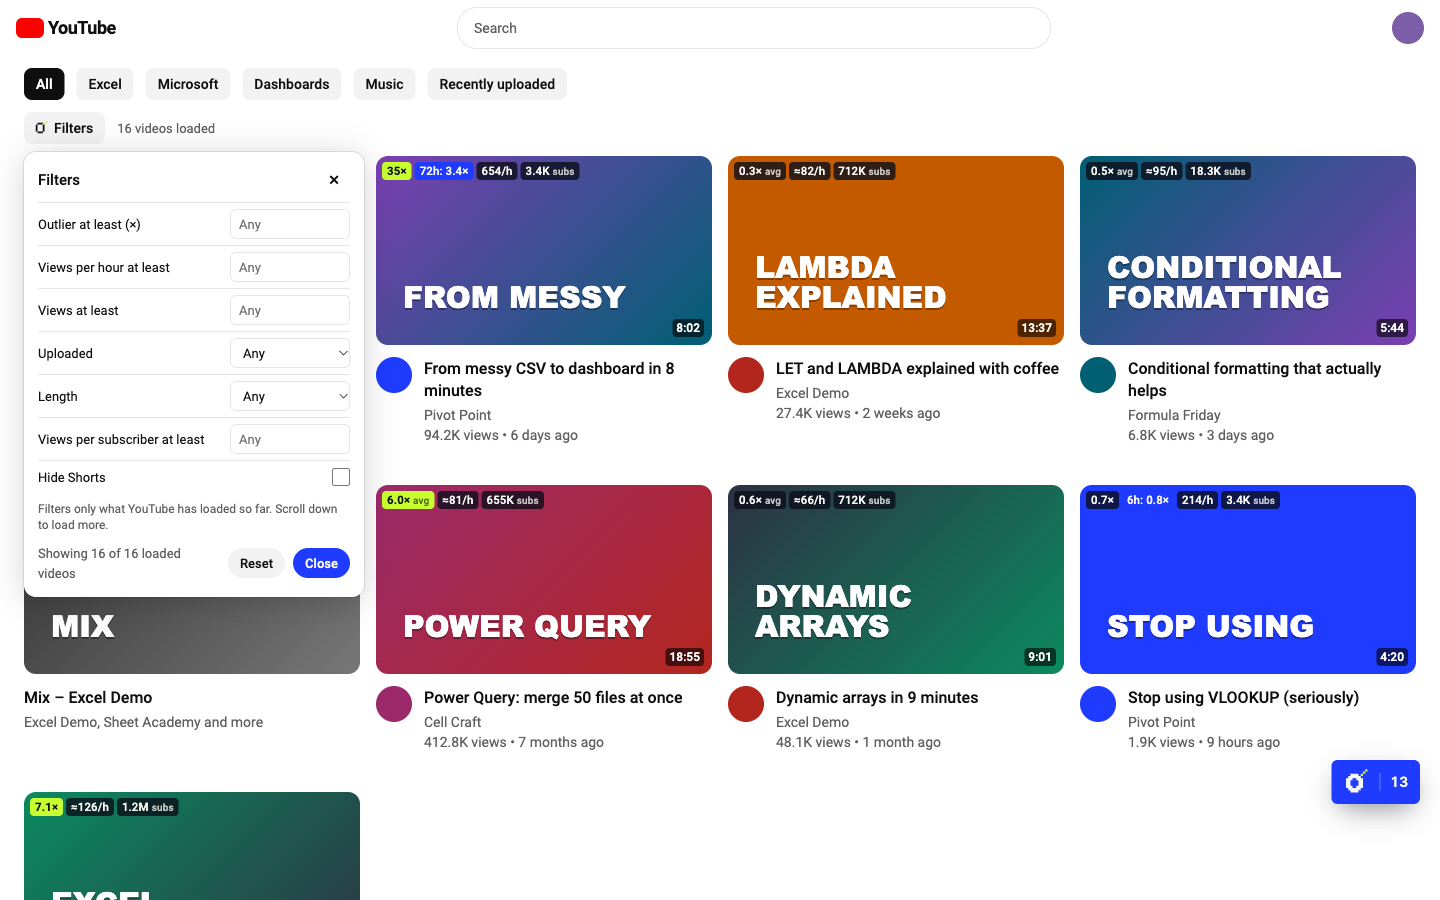 YouTube
Search
All
Excel
Microsoft
Dashboards
Music
Recently uploaded
Filters
16 videos loaded
Filters
×
Outlier at least (×)
Any
Views per hour at least
Any
Views at least
Any
Uploaded
Any
Length
Any
Views per subscriber at least
Any
Hide Shorts
Filters only what YouTube has loaded so far. Scroll down
to load more.
Showing 16 of 16 loaded
videos
Reset
Close
35× 72h: 3.4× 654/h 3.4K subs
FROM MESSY
8:02
From messy CSV to dashboard in 8
minutes
Pivot Point
94.2K views • 6 days ago
0.3× avg ≈82/h 712K subs
LAMBDA
EXPLAINED
13:37
LET and LAMBDA explained with coffee
Excel Demo
27.4K views • 2 weeks ago
0.5× avg ≈95/h 18.3K subs
CONDITIONAL
FORMATTING
5:44
Conditional formatting that actually
helps
Formula Friday
6.8K views • 3 days ago
MIX
Mix – Excel Demo
Excel Demo, Sheet Academy and more
6.0× avg ≈81/h 655K subs
POWER QUERY
18:55
Power Query: merge 50 files at once
Cell Craft
412.8K views • 7 months ago
0.6× avg ≈66/h 712K subs
DYNAMIC
ARRAYS
9:01
Dynamic arrays in 9 minutes
Excel Demo
48.1K views • 1 month ago
0.7× 6h: 0.8× 214/h 3.4K subs
STOP USING
4:20
Stop using VLOOKUP (seriously)
Pivot Point
1.9K views • 9 hours ago
13
7.1× ≈126/h 1.2M subs
EXCEL